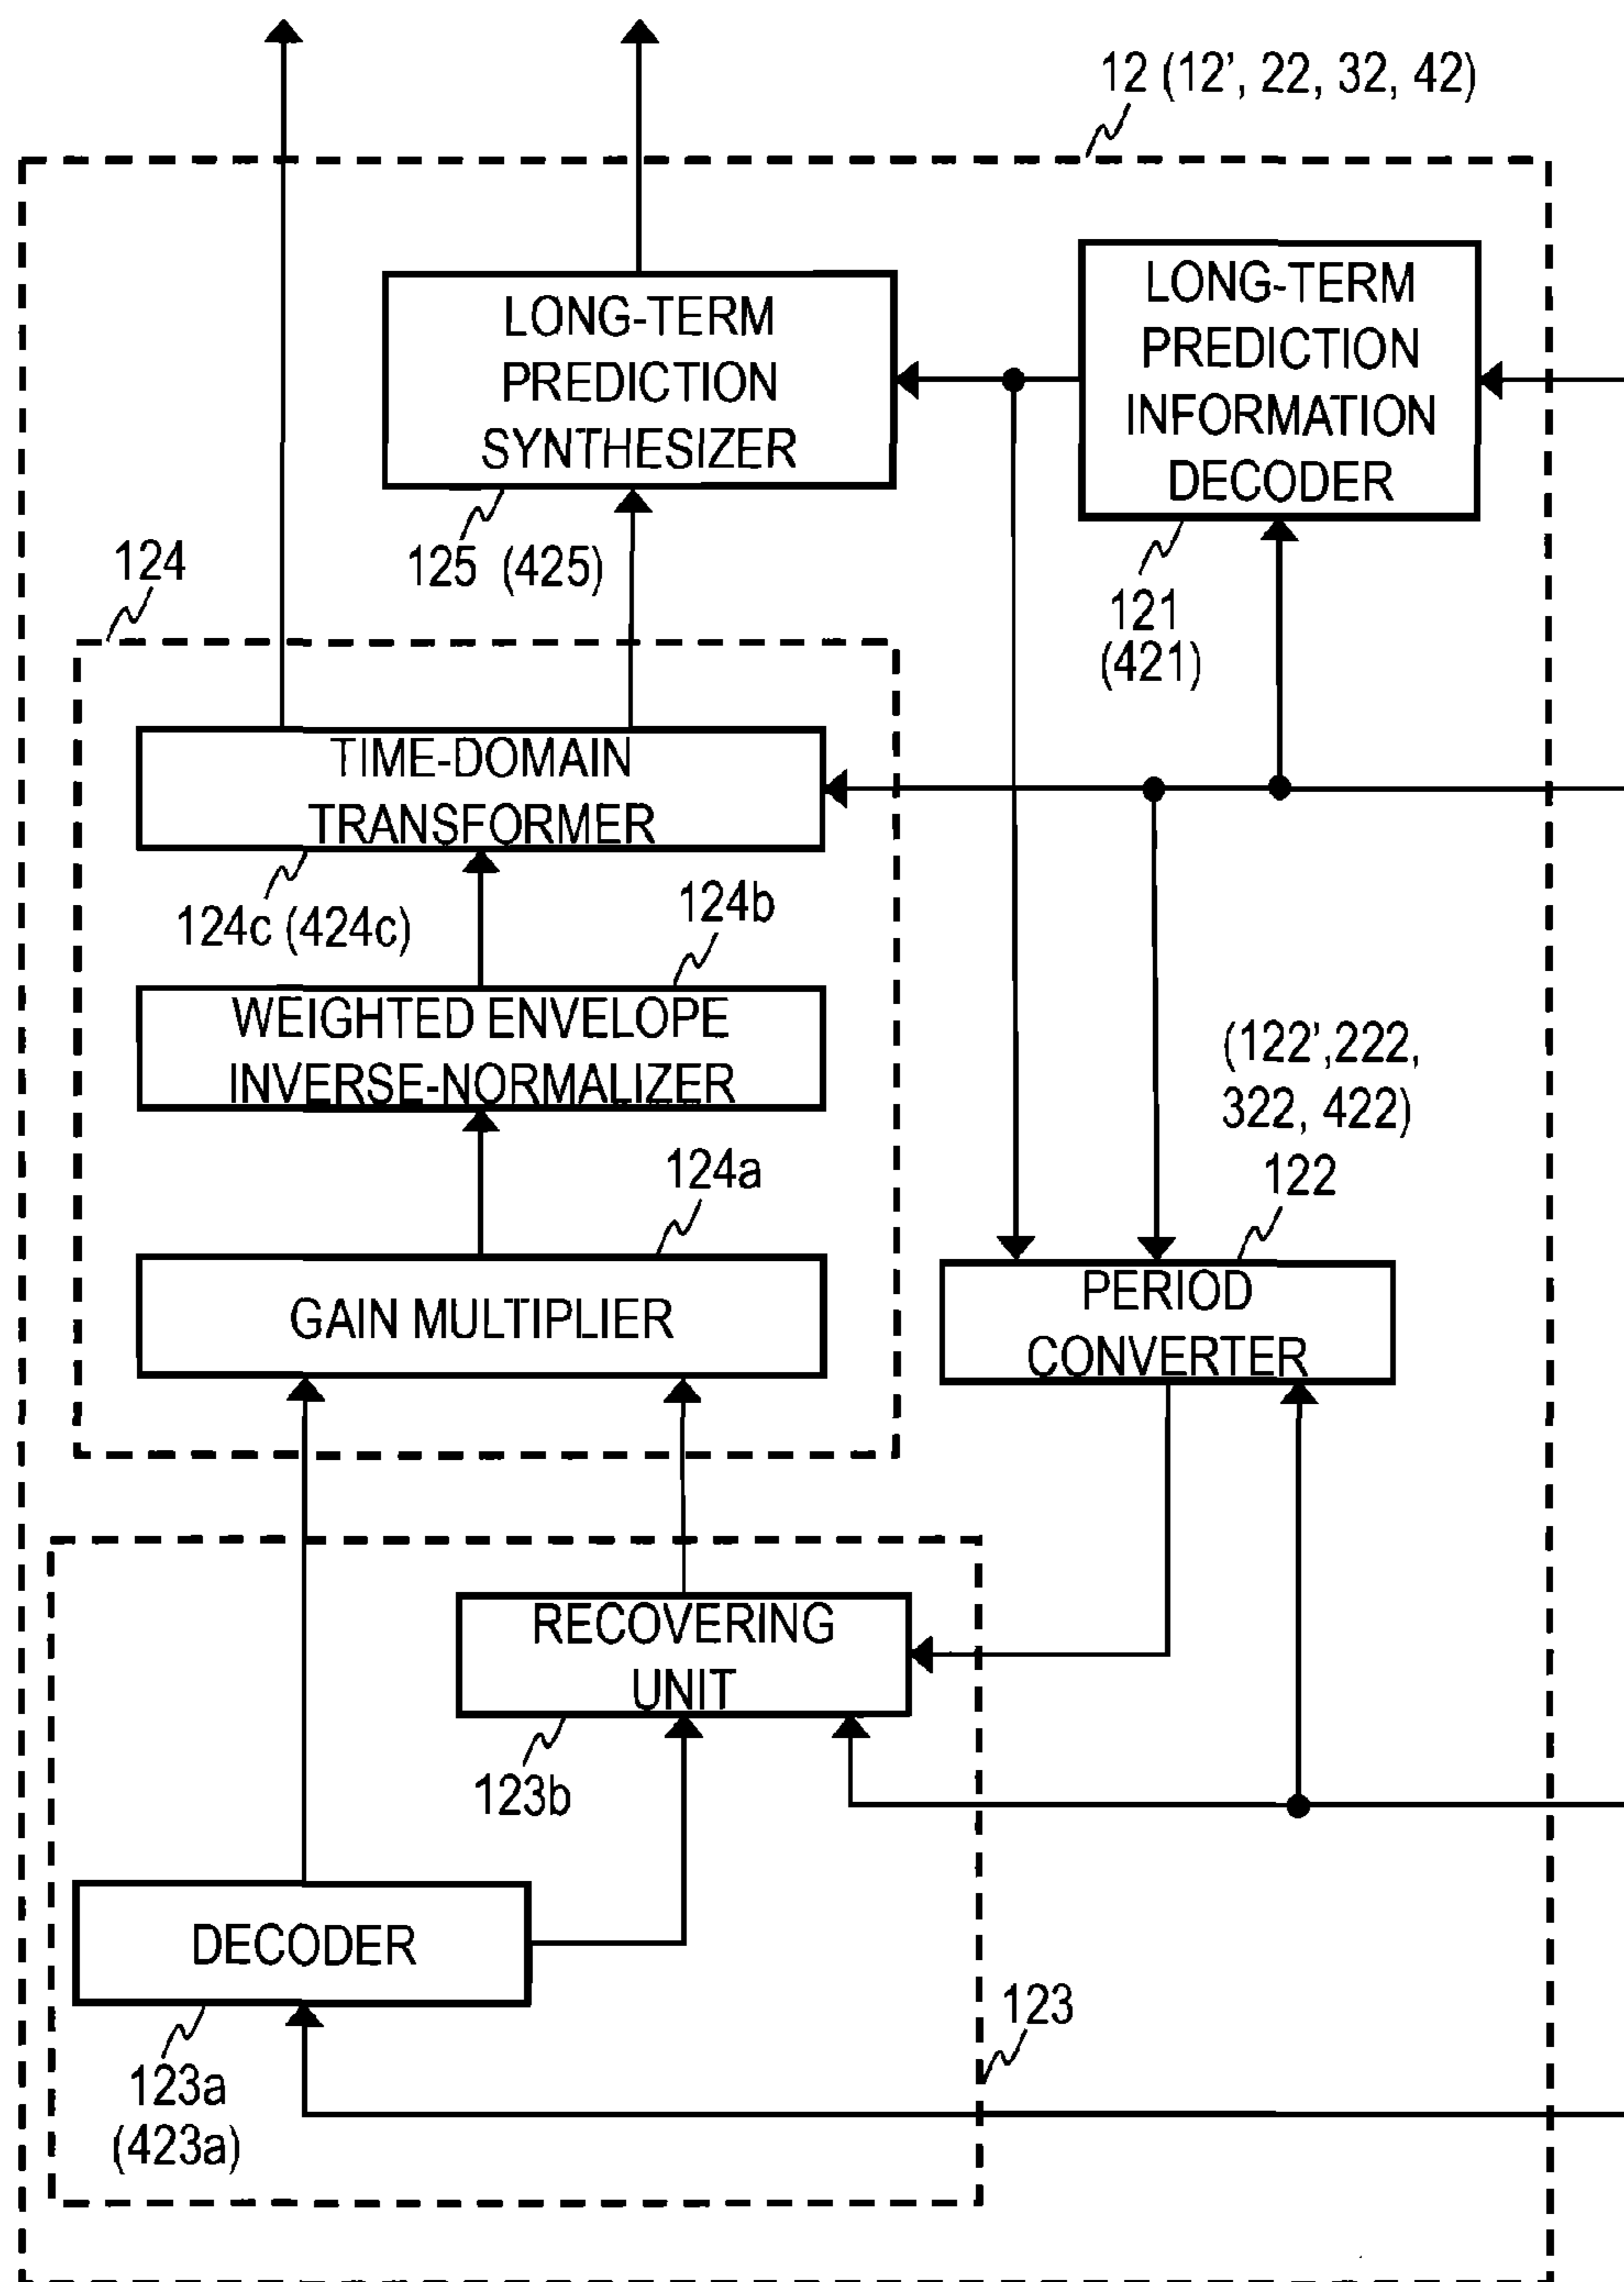 12 (12', 22, 32, 42)
LONG-TERM
PREDICTION
SYNTHESIZER
LONG-TERM
PREDICTION
INFORMATION
DECODER
124
125 (425)
121
(421)
TIME-DOMAIN
TRANSFORMER
124c (424c)
124b
WEIGHTED ENVELOPE
INVERSE-NORMALIZER
(122',222,
322, 422)
122
124a
GAIN MULTIPLIER
PERIOD
CONVERTER
RECOVERING
UNIT
123b
DECODER
123
123a
(423a)